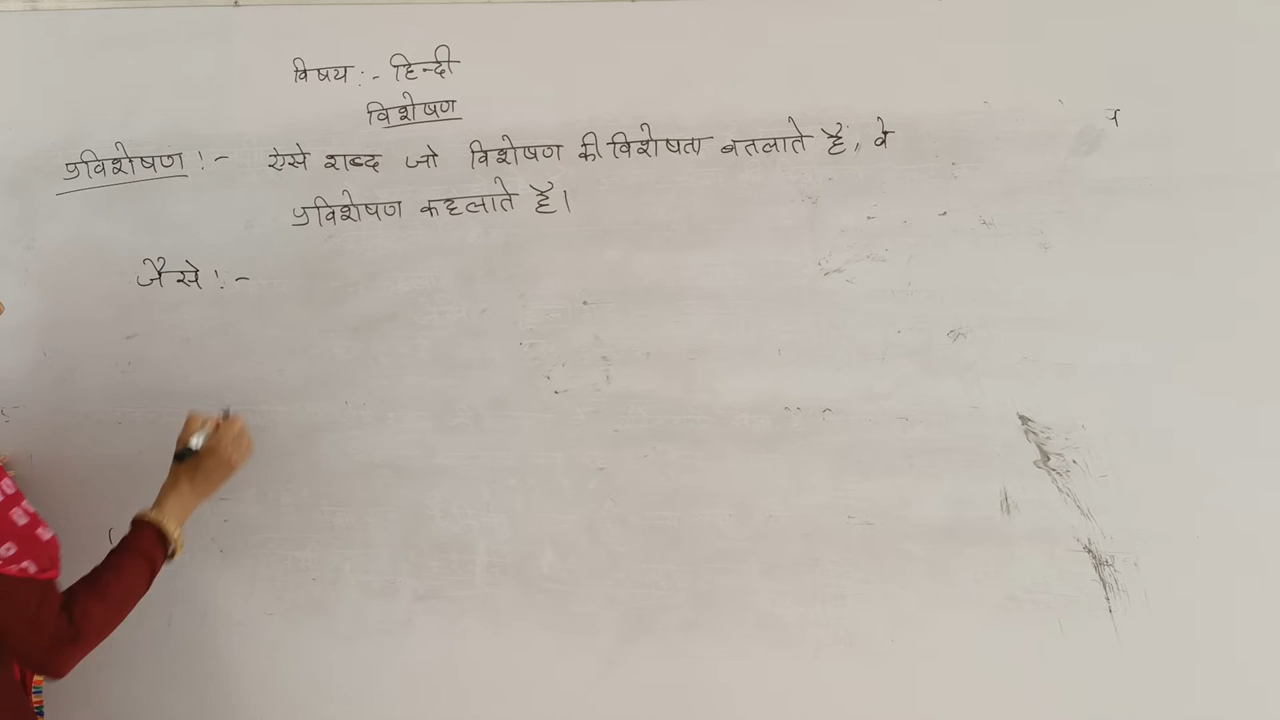 विषय :- हिन्दी
विशेषण
प्रविशेषण :- ऐसे शब्द जो विशेषण की विशेषता बतलाते हैं, वे
प्रविशेषण कहलाते हैं।
जैसे :-